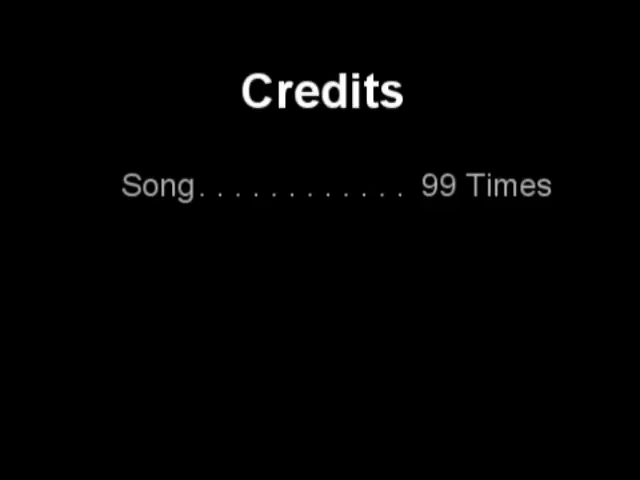 Credits
Song. . . . . . . . . . . . 99 Times